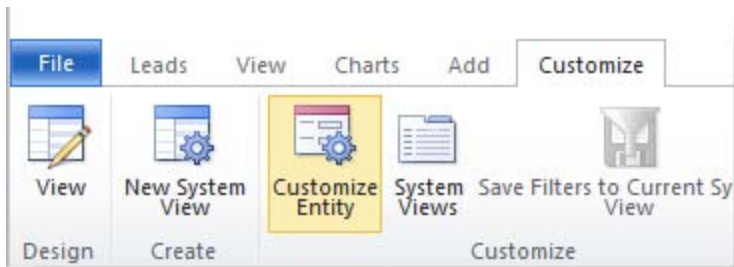 File Leads View Charts Add Customize
View New System Customize System Save Filters to Current Sy
View Entity Views View
Design Create Customize